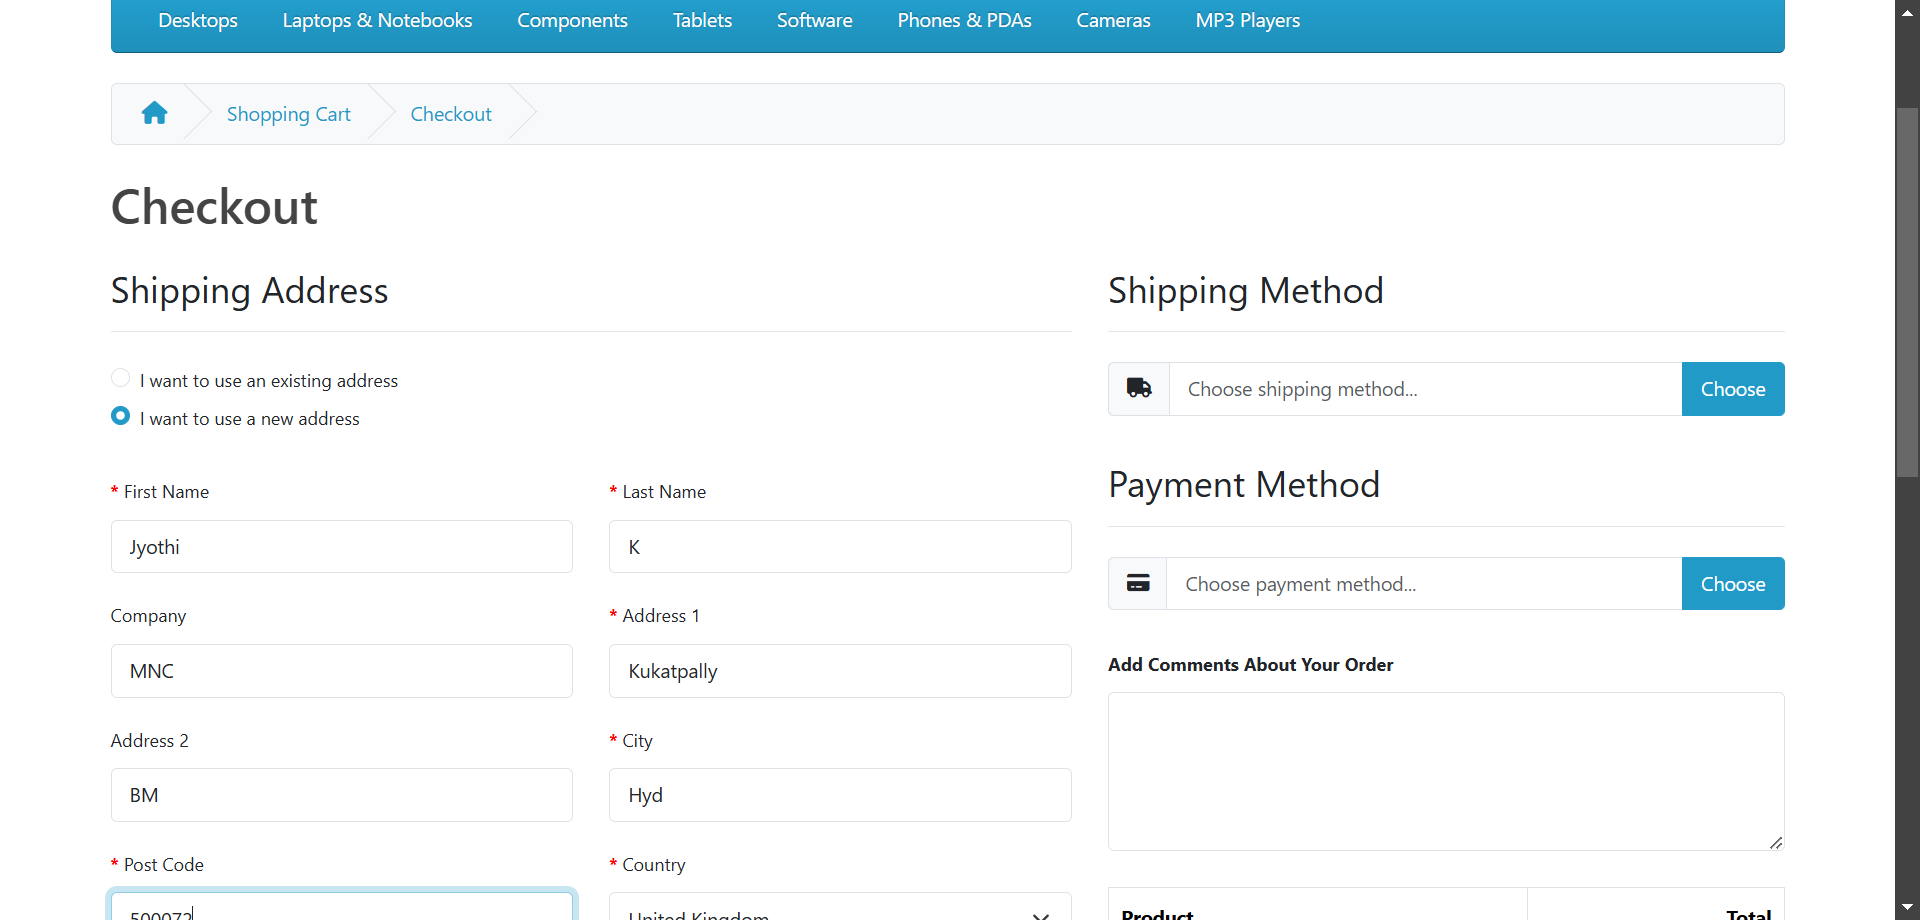 Desktops Laptops & Notebooks Components Tablets Software Phones & PDAs Cameras MP3 Players
Shopping Cart Checkout
Checkout
Shipping Address
I want to use an existing address
I want to use a new address
* First Name * Last Name
Jyothi K
Company * Address 1
MNC Kukatpally
Address 2 * City
BM Hyd
* Post Code * Country
500072 United Kingdom
Shipping Method
Choose shipping method... Choose
Payment Method
Choose payment method... Choose
Add Comments About Your Order
Product Total